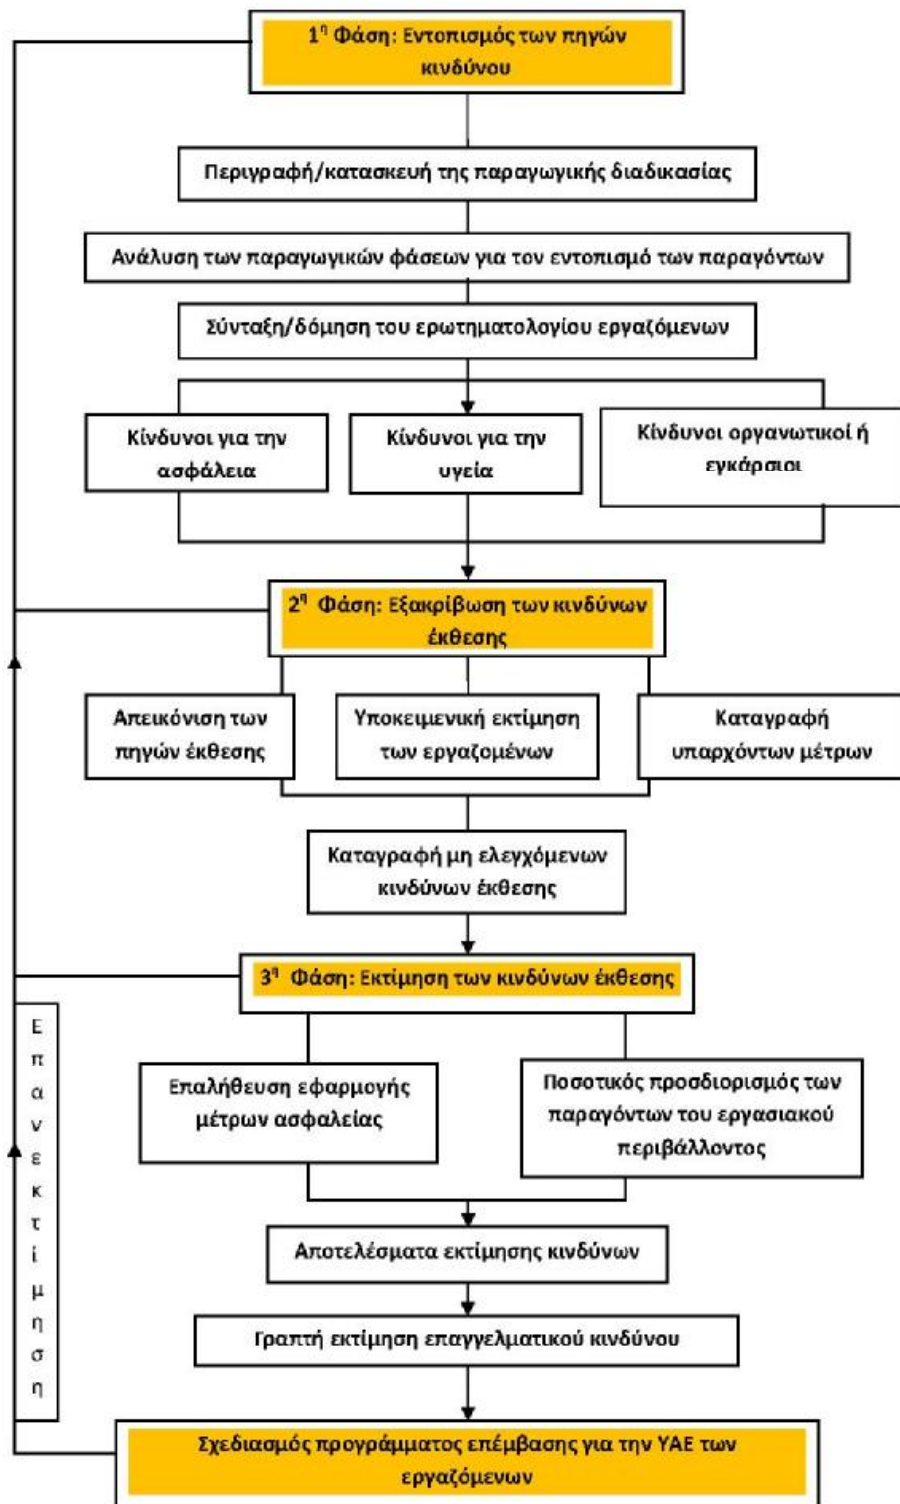 1η Φάση: Εντοπισμός των πηγών
κινδύνου
Περιγραφή/κατασκευή της παραγωγικής διαδικασίας
Ανάλυση των παραγωγικών φάσεων για τον εντοπισμό των παραγόντων
Σύνταξη/δόμηση του ερωτηματολογίου εργαζόμενων
Κίνδυνοι για την
ασφάλεια
Κίνδυνοι για την
υγεία
Κίνδυνοι οργανωτικοί ή
εγκάρσιοι
2η Φάση: Εξακρίβωση των κινδύνων
έκθεσης
Απεικόνιση των
πηγών έκθεσης
Υποκειμενική εκτίμηση
των εργαζομένων
Καταγραφή
υπαρχόντων μέτρων
Καταγραφή μη ελεγχόμενων
κινδύνων έκθεσης
3η Φάση: Εκτίμηση των κινδύνων έκθεσης
Ε
π
α
ν
ε
κ
τ
ί
μ
η
σ
η
Επαλήθευση εφαρμογής
μέτρων ασφαλείας
Ποσοτικός προσδιορισμός των
παραγόντων του εργασιακού
περιβάλλοντος
Αποτελέσματα εκτίμησης κινδύνων
Γραπτή εκτίμηση επαγγελματικού κινδύνου
Σχεδιασμός προγράμματος επέμβασης για την ΥΑΕ των
εργαζόμενων